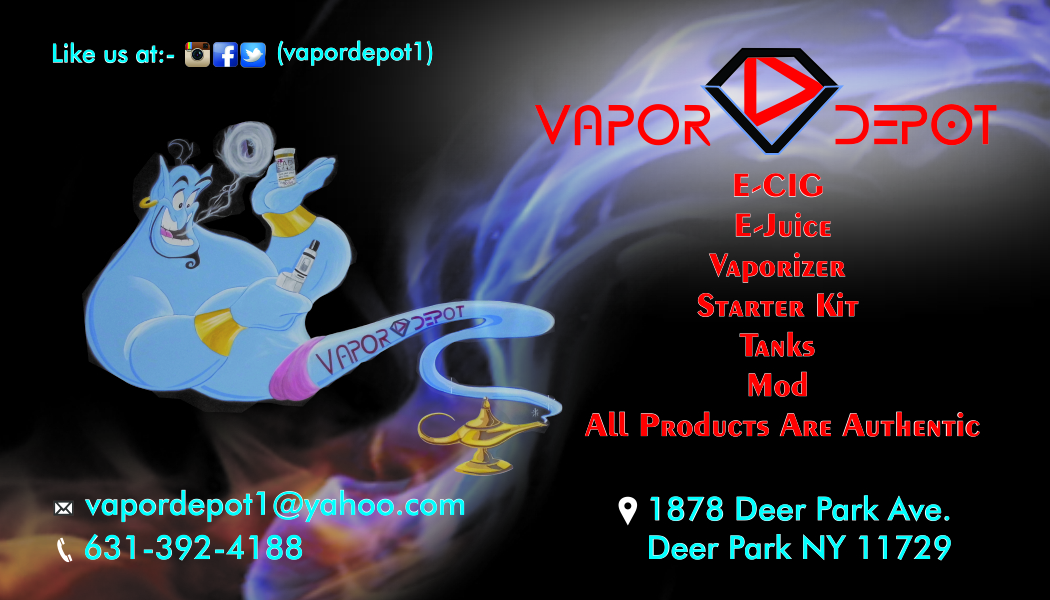 Like us at:- (vapordepot1)
VAPOR DEPOT
E-CIG
E-Juice
Vaporizer
Starter Kit
Tanks
Mod
All Products Are Authentic
VAPOR DEPOT
vapordepot1@yahoo.com
631-392-4188
1878 Deer Park Ave.
Deer Park NY 11729